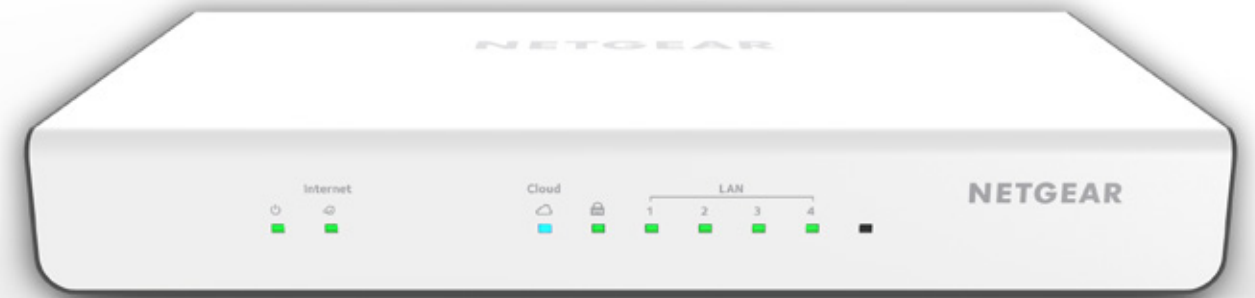 NETGEAR
Internet
Cloud
LAN
NETGEAR
1 2 3 4